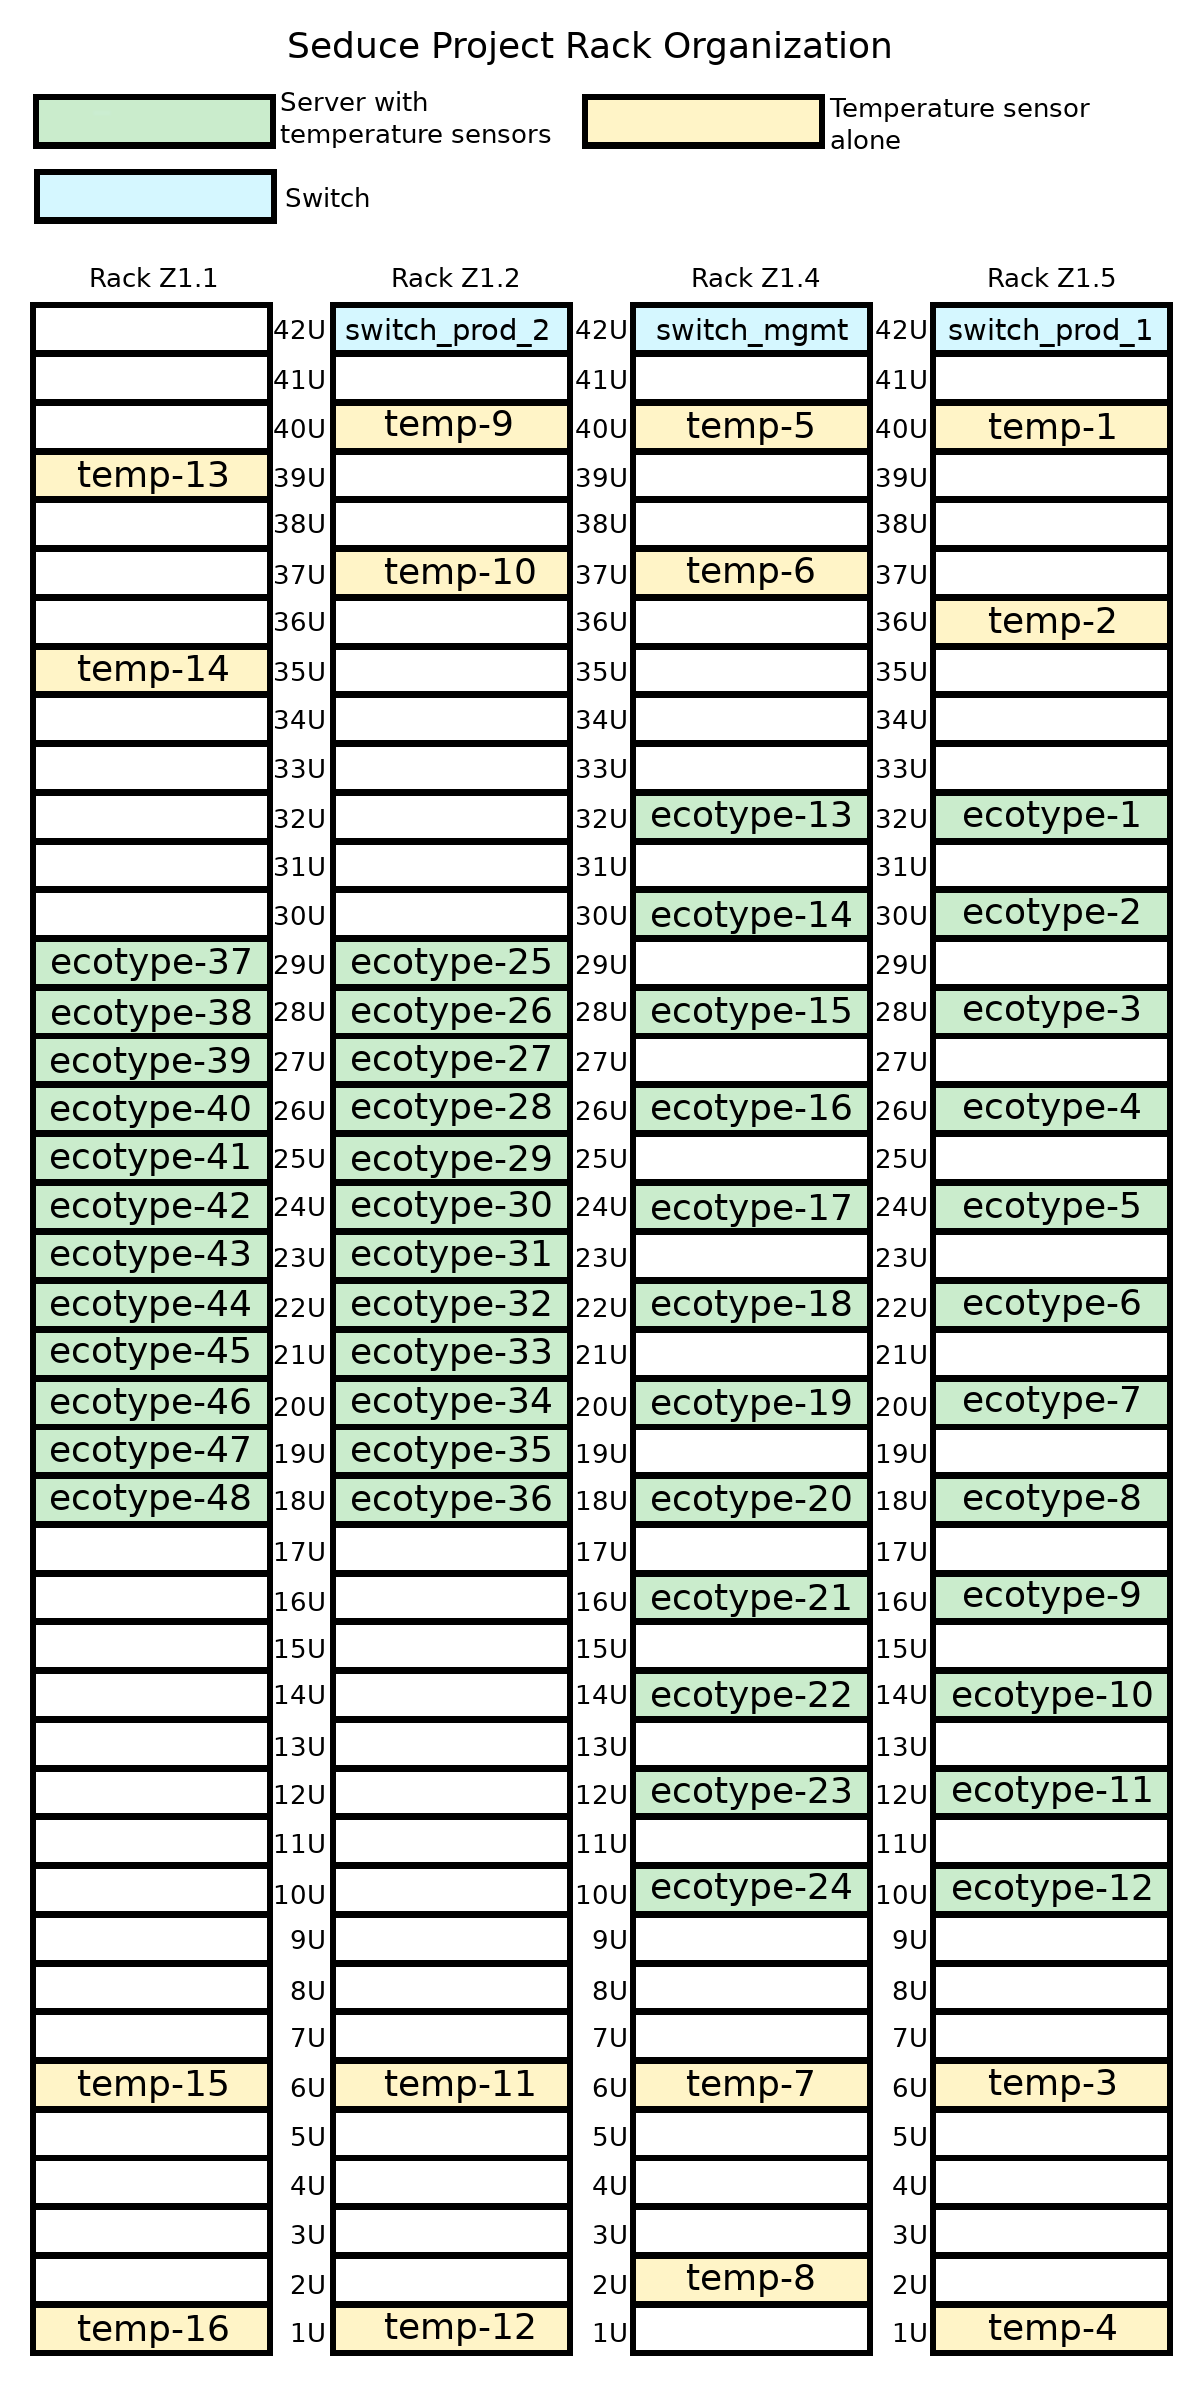 Seduce Project Rack Organization
Server with
temperature sensors
Temperature sensor
alone
Switch
Rack Z1.1 Rack Z1.2 Rack Z1.4 Rack Z1.5
42U switch_prod_2 42U switch_mgmt 42U switch_prod_1
41U 41U 41U
40U temp-9 40U temp-5 40U temp-1
temp-13 39U 39U 39U
38U 38U 38U
37U temp-10 37U temp-6 37U
36U 36U 36U temp-2
temp-14 35U 35U 35U
34U 34U 34U
33U 33U 33U
32U 32U ecotype-13 32U ecotype-1
31U 31U 31U
30U 30U ecotype-14 30U ecotype-2
ecotype-37 29U ecotype-25 29U 29U
ecotype-38 28U ecotype-26 28U ecotype-15 28U ecotype-3
ecotype-39 27U ecotype-27 27U 27U
ecotype-40 26U ecotype-28 26U ecotype-16 26U ecotype-4
ecotype-41 25U ecotype-29 25U 25U
ecotype-42 24U ecotype-30 24U ecotype-17 24U ecotype-5
ecotype-43 23U ecotype-31 23U 23U
ecotype-44 22U ecotype-32 22U ecotype-18 22U ecotype-6
ecotype-45 21U ecotype-33 21U 21U
ecotype-46 20U ecotype-34 20U ecotype-19 20U ecotype-7
ecotype-47 19U ecotype-35 19U 19U
ecotype-48 18U ecotype-36 18U ecotype-20 18U ecotype-8
17U 17U 17U
16U 16U ecotype-21 16U ecotype-9
15U 15U 15U
14U 14U ecotype-22 14U ecotype-10
13U 13U 13U
12U 12U ecotype-23 12U ecotype-11
11U 11U 11U
10U 10U ecotype-24 10U ecotype-12
9U 9U 9U
8U 8U 8U
7U 7U 7U
temp-15 6U temp-11 6U temp-7 6U temp-3
5U 5U 5U
4U 4U 4U
3U 3U 3U
2U 2U temp-8 2U
temp-16 1U temp-12 1U 1U temp-4